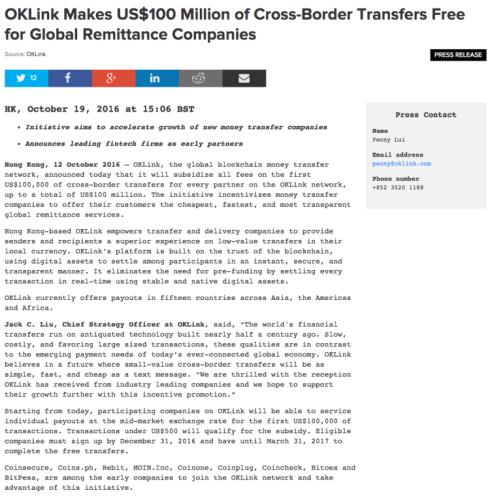 OKLink Makes US$100 Million of Cross-Border Transfers Free
for Global Remittance Companies
Source: OKLink
PRESS RELEASE
12
f
g+
in
HK, October 19, 2016 at 15:06 BST
• Initiative aims to accelerate growth of new money transfer companies
• Announces leading fintech firms as early partners
Hong Kong, 12 October 2016 — OKLink, the global blockchain money transfer
network, announced today that it will subsidize all fees on the first
US$100,000 of cross-border transfers for every partner on the OKLink network,
up to a total of US$100 million. The initiative incentivizes money transfer
companies to offer their customers the cheapest, fastest, and most transparent
global remittance services.
Hong Kong-based OKLink empowers transfer and delivery companies to provide
senders and recipients a superior experience on low-value transfers in their
local currency. OKLink's platform is built on the trust of the blockchain,
using digital assets to settle among participants in an instant, secure, and
transparent manner. It eliminates the need for pre-funding by settling every
transaction in real-time using stable and native digital assets.
OKLink currently offers payouts in fifteen countries across Asia, the Americas
and Africa.
Jack C. Liu, Chief Strategy Officer at OKLink, said, "The world's financial
transfers run on antiquated technology built nearly half a century ago. Slow,
costly, and favoring large sized transactions, these qualities are in contrast
to the emerging payment needs of today's ever-connected global economy. OKLink
believes in a future where small-value cross-border transfers will be as
simple, fast, and cheap as a text message. "We are thrilled with the reception
OKLink has received from industry leading companies and we hope to support
their growth further with this incentive promotion."
Starting from today, participating companies on OKLink will be able to service
individual payouts at the mid-market exchange rate for the first US$100,000 of
transactions. Transactions under US$500 will qualify for the subsidy. Eligible
companies must sign up by December 31, 2016 and have until March 31, 2017 to
complete the free transfers.
Coinsecure, Coins.ph, Rebit, MOIN.Inc, Coinone, Coinplug, Coincheck, Bitoex and
BitPesa, are among the early companies to join the OKLink network and take
advantage of this initiative.
Press Contact
Name
Peony Lui
Email address
peony@oklink.com
Phone number
+852 3520 1188